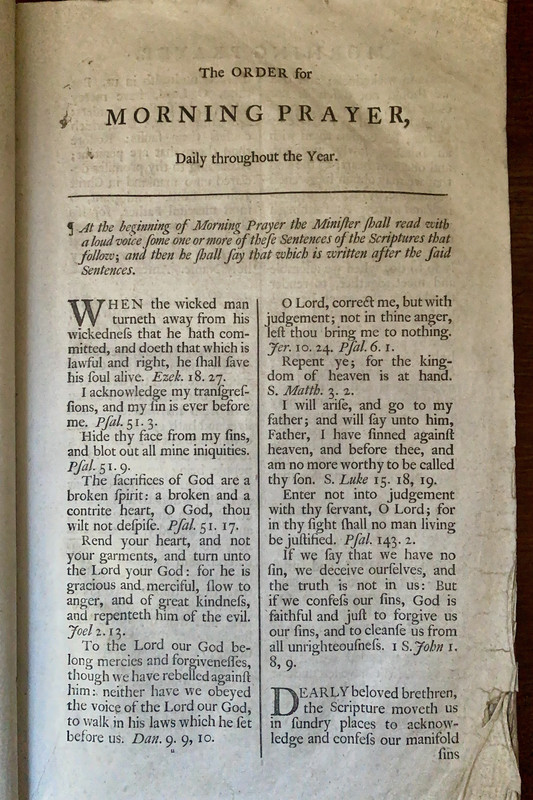 The ORDER for
MORNING PRAYER,
Daily throughout the Year.
¶ At the beginning of Morning Prayer the Miniſter ſhall read with
a loud voice ſome one or more of theſe Sentences of the Scriptures that
follow; and then he ſhall ſay that which is written after the ſaid
Sentences.
WHEN the wicked man
turneth away from his
wickedneſs that he hath com-
mitted, and doeth that which is
lawful and right, he ſhall ſave
his ſoul alive. Ezek. 18. 27.
I acknowledge my tranſgreſ-
ſions, and my ſin is ever before
me. Pſal. 51. 3.
Hide thy face from my ſins,
and blot out all mine iniquities.
Pſal. 51. 9.
The ſacrifices of God are a
broken ſpirit: a broken and a
contrite heart, O God, thou
wilt not deſpiſe. Pſal. 51. 17.
Rend your heart, and not
your garments, and turn unto
the Lord your God: for he is
gracious and merciful, ſlow to
anger, and of great kindneſs,
and repenteth him of the evil.
Joel 2. 13.
To the Lord our God be-
long mercies and forgiveneſſes,
though we have rebelled againſt
him: neither have we obeyed
the voice of the Lord our God,
to walk in his laws which he ſet
before us. Dan. 9. 9, 10.
O Lord, correct me, but with
judgement; not in thine anger,
leſt thou bring me to nothing.
Jer. 10. 24. Pſal. 6. 1.
Repent ye; for the king-
dom of heaven is at hand.
S. Matth. 3. 2.
I will ariſe, and go to my
father; and will ſay unto him,
Father, I have ſinned againſt
heaven, and before thee, and
am no more worthy to be called
thy ſon. S. Luke 15. 18, 19.
Enter not into judgement
with thy ſervant, O Lord; for
in thy ſight ſhall no man living
be juſtified. Pſal. 143. 2.
If we ſay that we have no
ſin, we deceive ourſelves, and
the truth is not in us: But
if we confeſs our ſins, God is
faithful and juſt to forgive us
our ſins, and to cleanſe us from
all unrighteouſneſs. 1 S. John 1.
8, 9.
DEARLY beloved brethren,
the Scripture moveth us
in ſundry places to acknow-
ledge and confeſs our manifold
ſins